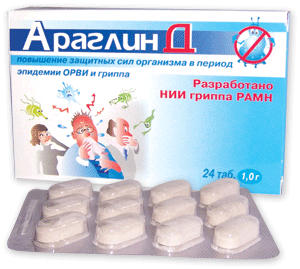 Араглин Д
повышение защитных сил организма в период
эпидемии ОРВИ и гриппа
Разработано
НИИ гриппа РАМН
24 таб. 1,0 г